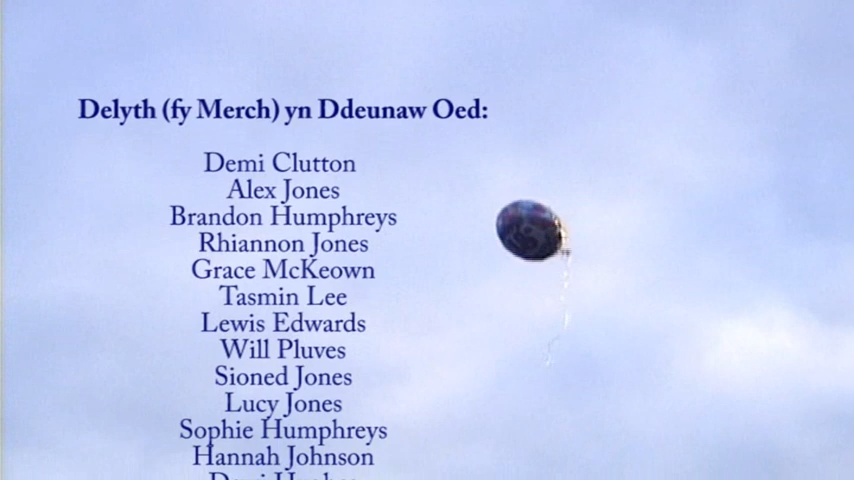 Delyth (fy Merch) yn Ddeunaw Oed:
Demi Clutton
Alex Jones
Brandon Humphreys
Rhiannon Jones
Grace McKeown
Tasmin Lee
Lewis Edwards
Will Pluves
Sioned Jones
Lucy Jones
Sophie Humphreys
Hannah Johnson